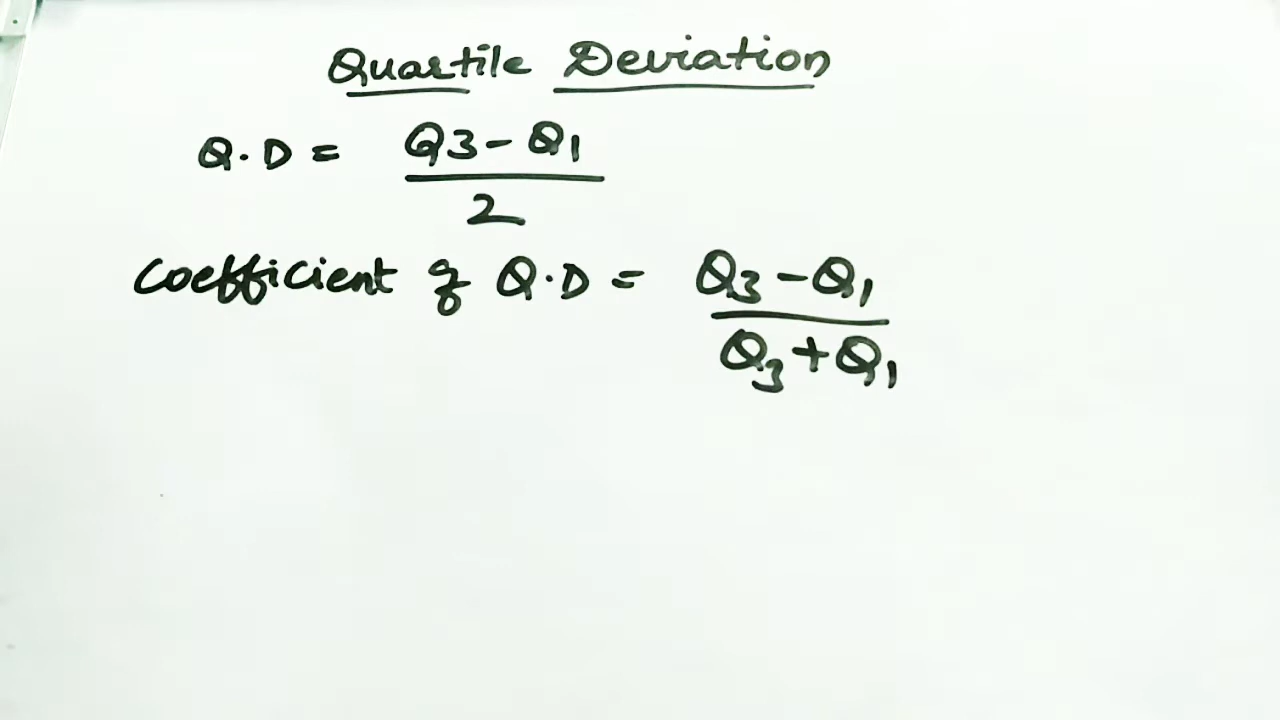 Quartile Deviation
Q.D = Q3 - Q1 / 2
Coefficient of Q.D = Q3 - Q1 / Q3 + Q1